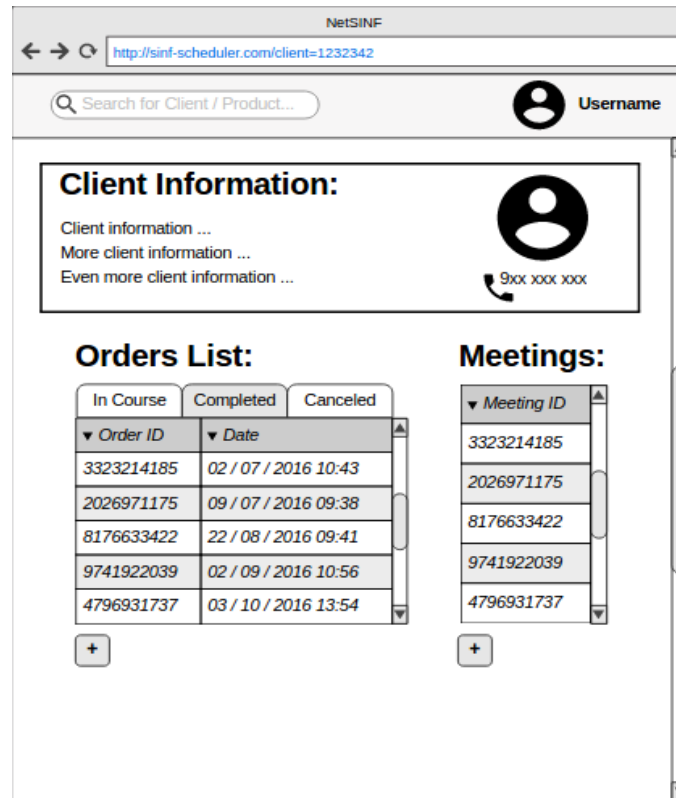 NetSINF
http://sinf-scheduler.com/client=1232342
Search for Client / Product...
Username
Client Information:
Client information ...
More client information ...
Even more client information ...
9xx xxx xxx
Orders List:
In Course Completed Canceled
▼ Order ID ▼ Date
3323214185 02 / 07 / 2016 10:43
2026971175 09 / 07 / 2016 09:38
8176633422 22 / 08 / 2016 09:41
9741922039 02 / 09 / 2016 10:56
4796931737 03 / 10 / 2016 13:54
+
Meetings:
▼ Meeting ID
3323214185
2026971175
8176633422
9741922039
4796931737
+